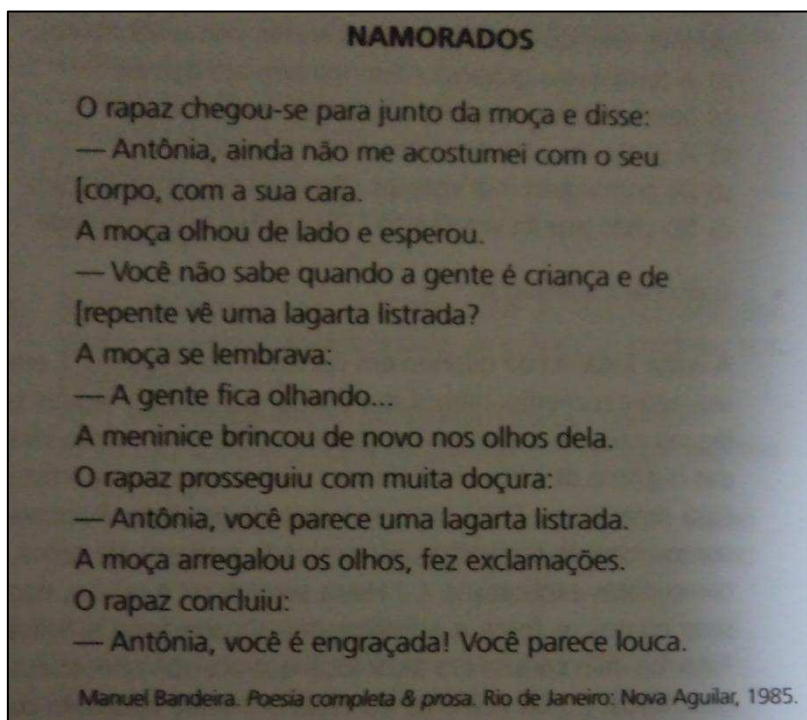 NAMORADOS
O rapaz chegou-se para junto da moça e disse:
— Antônia, ainda não me acostumei com o seu
[corpo, com a sua cara.
A moça olhou de lado e esperou.
— Você não sabe quando a gente é criança e de
[repente vê uma lagarta listrada?
A moça se lembrava:
— A gente fica olhando...
A meninice brincou de novo nos olhos dela.
O rapaz prosseguiu com muita doçura:
— Antônia, você parece uma lagarta listrada.
A moça arregalou os olhos, fez exclamações.
O rapaz concluiu:
— Antônia, você é engraçada! Você parece louca.
Manuel Bandeira. Poesia completa & prosa. Rio de Janeiro: Nova Aguilar, 1985.